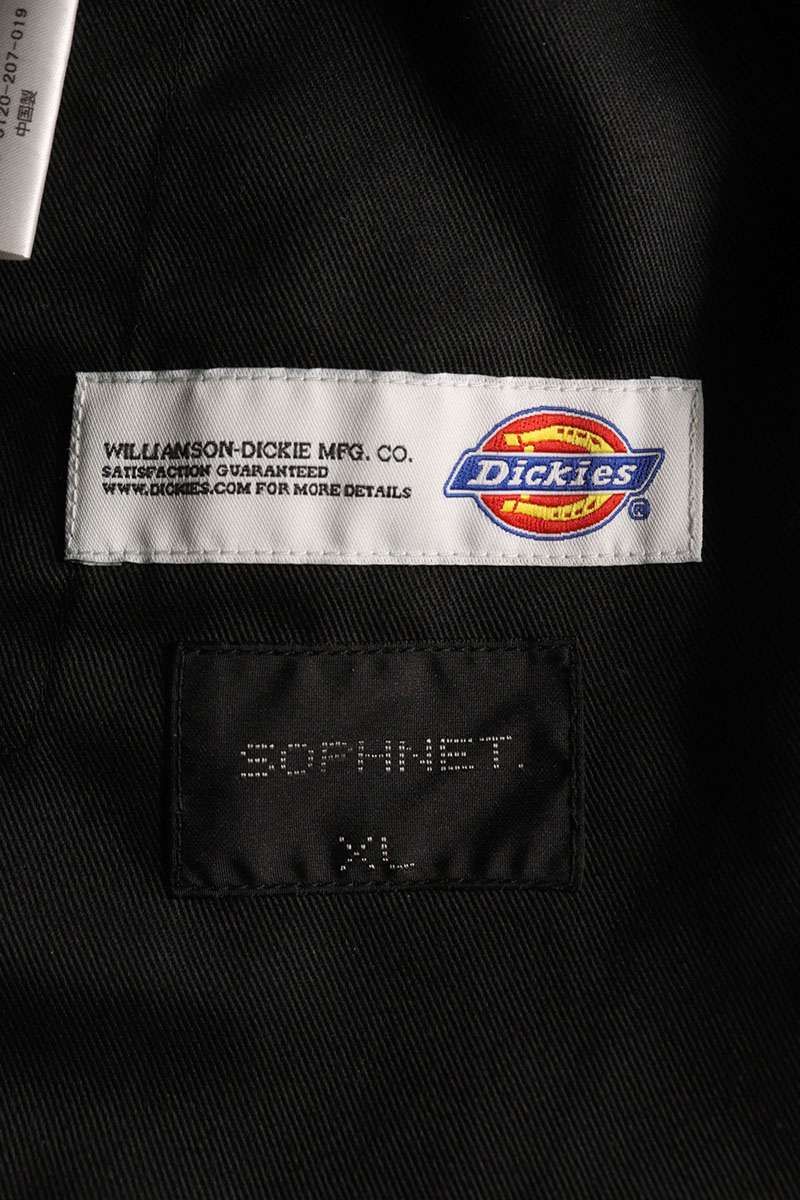 0120-207-019
中国製
WILLIAMSON-DICKIE MFG. CO.
SATISFACTION GUARANTEED
WWW.DICKIES.COM FOR MORE DETAILS
Dickies
®
SOPHNET.
XL